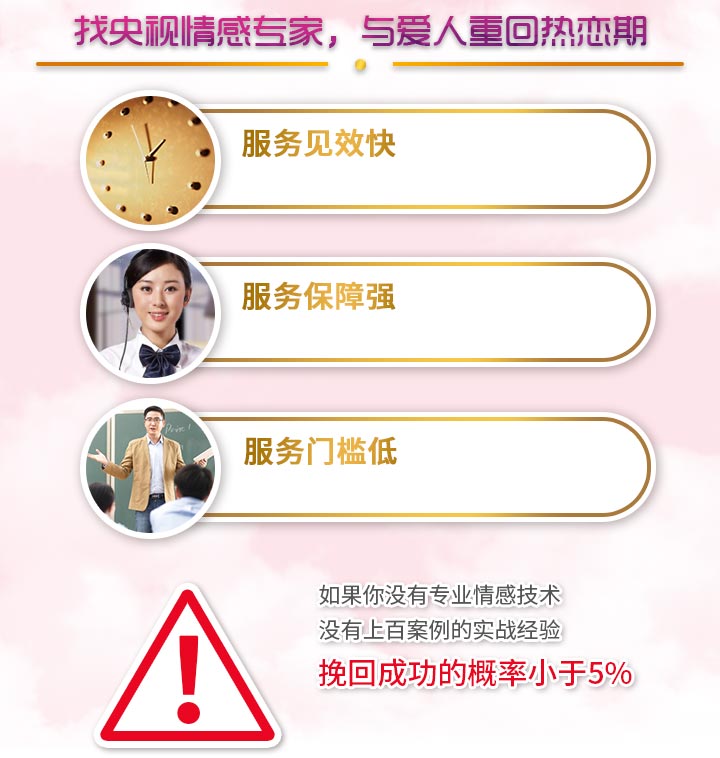 找央视情感专家，与爱人重回热恋期
服务见效快
服务保障强
服务门槛低
如果你没有专业情感技术
没有上百案例的实战经验
挽回成功的概率小于5%